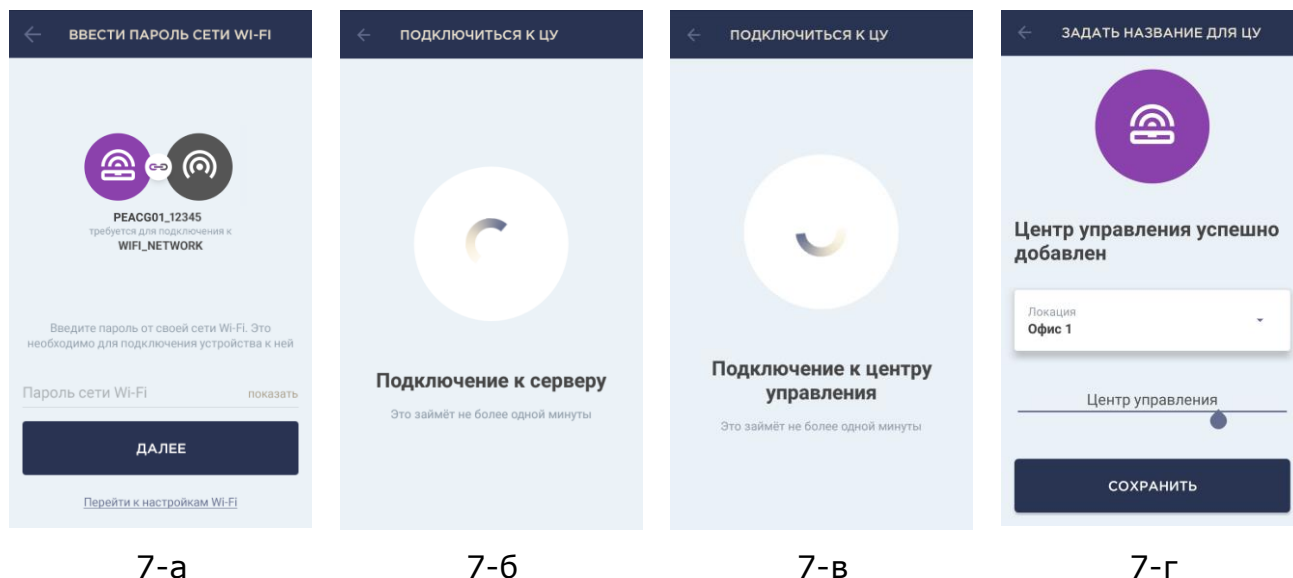 ВВЕСТИ ПАРОЛЬ СЕТИ WI-FI
PEACG01_12345
требуется для подключения к
WIFI_NETWORK
Введите пароль от своей сети Wi-Fi. Это
необходимо для подключения устройства к ней
Пароль сети Wi-Fi
показать
ДАЛЕЕ
Перейти к настройкам Wi-Fi
7-а
ПОДКЛЮЧИТЬСЯ К ЦУ
Подключение к серверу
Это займёт не более одной минуты
7-б
ПОДКЛЮЧИТЬСЯ К ЦУ
Подключение к центру
управления
Это займёт не более одной минуты
7-в
ЗАДАТЬ НАЗВАНИЕ ДЛЯ ЦУ
Центр управления успешно
добавлен
Локация
Офис 1
Центр управления
СОХРАНИТЬ
7-г